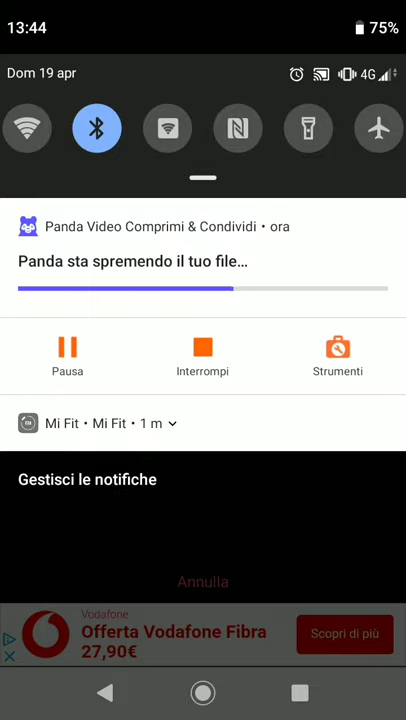 13:44
75%
Dom 19 apr
4G
Panda Video Comprimi & Condividi • ora
Panda sta spremendo il tuo file…
Pausa
Interrompi
Strumenti
Mi Fit • Mi Fit • 1 m
Gestisci le notifiche
Annulla
Vodafone
Offerta Vodafone Fibra
27,90€
Scopri di più